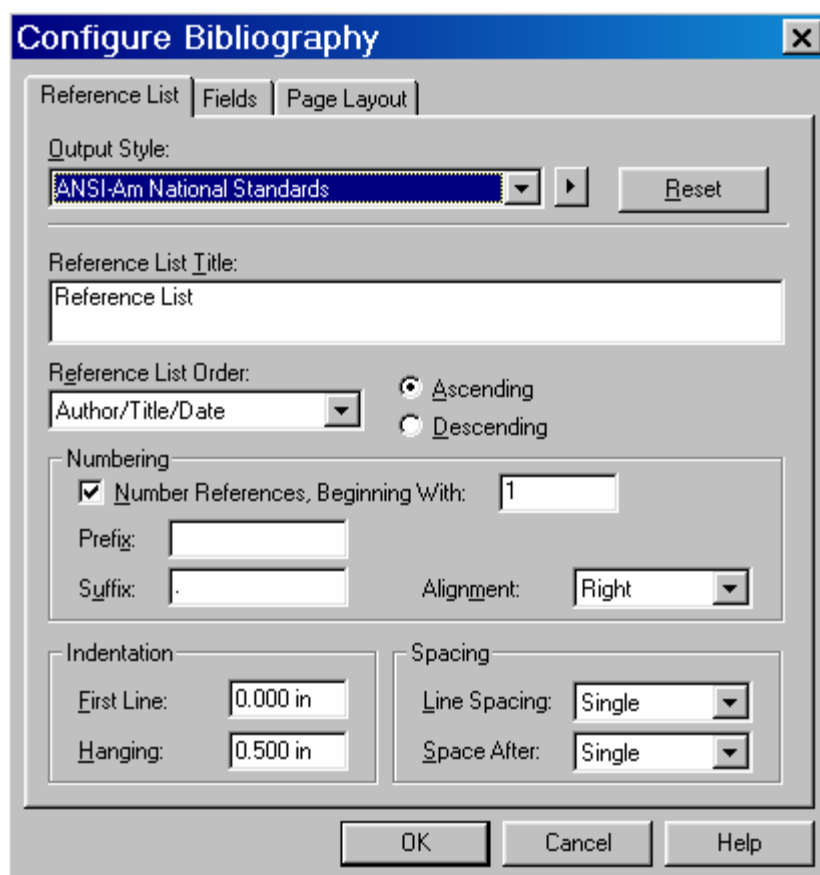 Configure Bibliography
Reference List Fields Page Layout
Output Style:
ANSI-Am National Standards Reset
Reference List Title:
Reference List
Reference List Order:
Author/Title/Date
Ascending
Descending
Numbering
Number References, Beginning With: 1
Prefix:
Suffix: . Alignment: Right
Indentation
First Line: 0.000 in
Hanging: 0.500 in
Spacing
Line Spacing: Single
Space After: Single
OK Cancel Help